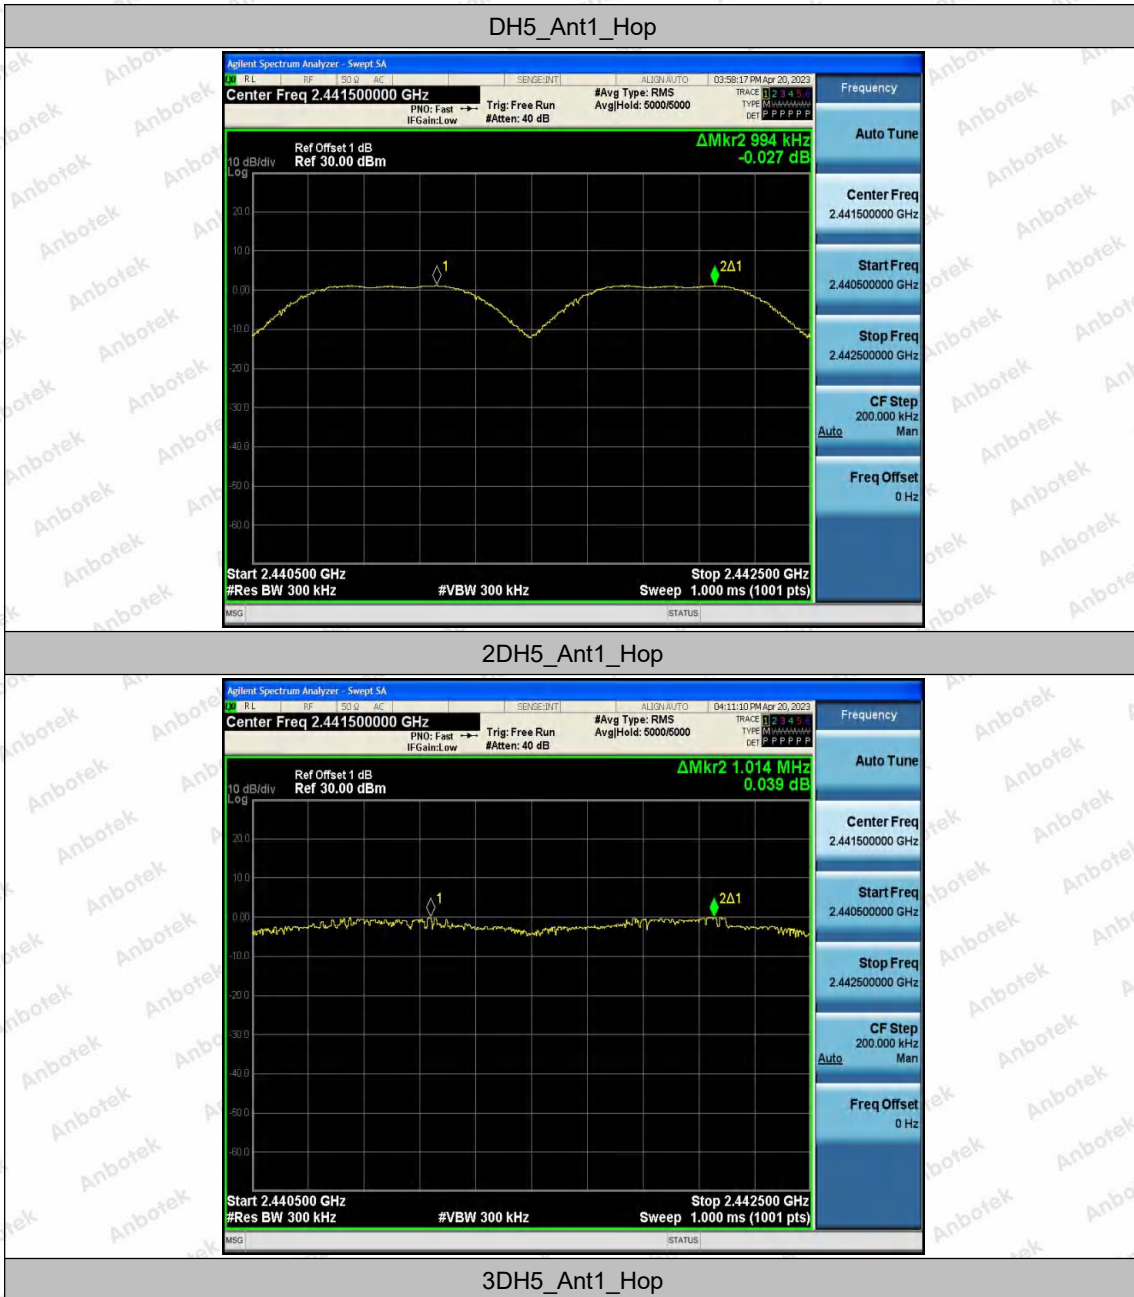 DH5_Ant1_Hop
Agilent Spectrum Analyzer - Swept SA
RL RF 50 Ω AC SENSE:INT ALIGN AUTO 03:58:17 PM Apr 20, 2023
Center Freq 2.441500000 GHz
PNO: Fast
IFGain:Low
Trig: Free Run
#Atten: 40 dB
#Avg Type: RMS
Avg|Hold: 5000/5000
TRACE 1 2 3 4 5 6
TYPE M
DET P P P P P P
Ref Offset 1 dB
Ref 30.00 dBm
10 dB/div
Log
ΔMkr2 994 kHz
-0.027 dB
20.0
10.0
0.00
-10.0
-20.0
-30.0
-40.0
-50.0
-60.0
1
2Δ1
Start 2.440500 GHz
Stop 2.442500 GHz
#Res BW 300 kHz
#VBW 300 kHz
Sweep 1.000 ms (1001 pts)
MSG
STATUS
Frequency
Auto Tune
Center Freq
2.441500000 GHz
Start Freq
2.440500000 GHz
Stop Freq
2.442500000 GHz
CF Step
200.000 kHz
Auto Man
Freq Offset
0 Hz
2DH5_Ant1_Hop
Agilent Spectrum Analyzer - Swept SA
RL RF 50 Ω AC SENSE:INT ALIGN AUTO 04:11:10 PM Apr 20, 2023
Center Freq 2.441500000 GHz
PNO: Fast
IFGain:Low
Trig: Free Run
#Atten: 40 dB
#Avg Type: RMS
Avg|Hold: 5000/5000
TRACE 1 2 3 4 5 6
TYPE M
DET P P P P P P
Ref Offset 1 dB
Ref 30.00 dBm
10 dB/div
Log
ΔMkr2 1.014 MHz
0.039 dB
20.0
10.0
0.00
-10.0
-20.0
-30.0
-40.0
-50.0
-60.0
1
2Δ1
Start 2.440500 GHz
Stop 2.442500 GHz
#Res BW 300 kHz
#VBW 300 kHz
Sweep 1.000 ms (1001 pts)
MSG
STATUS
Frequency
Auto Tune
Center Freq
2.441500000 GHz
Start Freq
2.440500000 GHz
Stop Freq
2.442500000 GHz
CF Step
200.000 kHz
Auto Man
Freq Offset
0 Hz
3DH5_Ant1_Hop
Anbotek